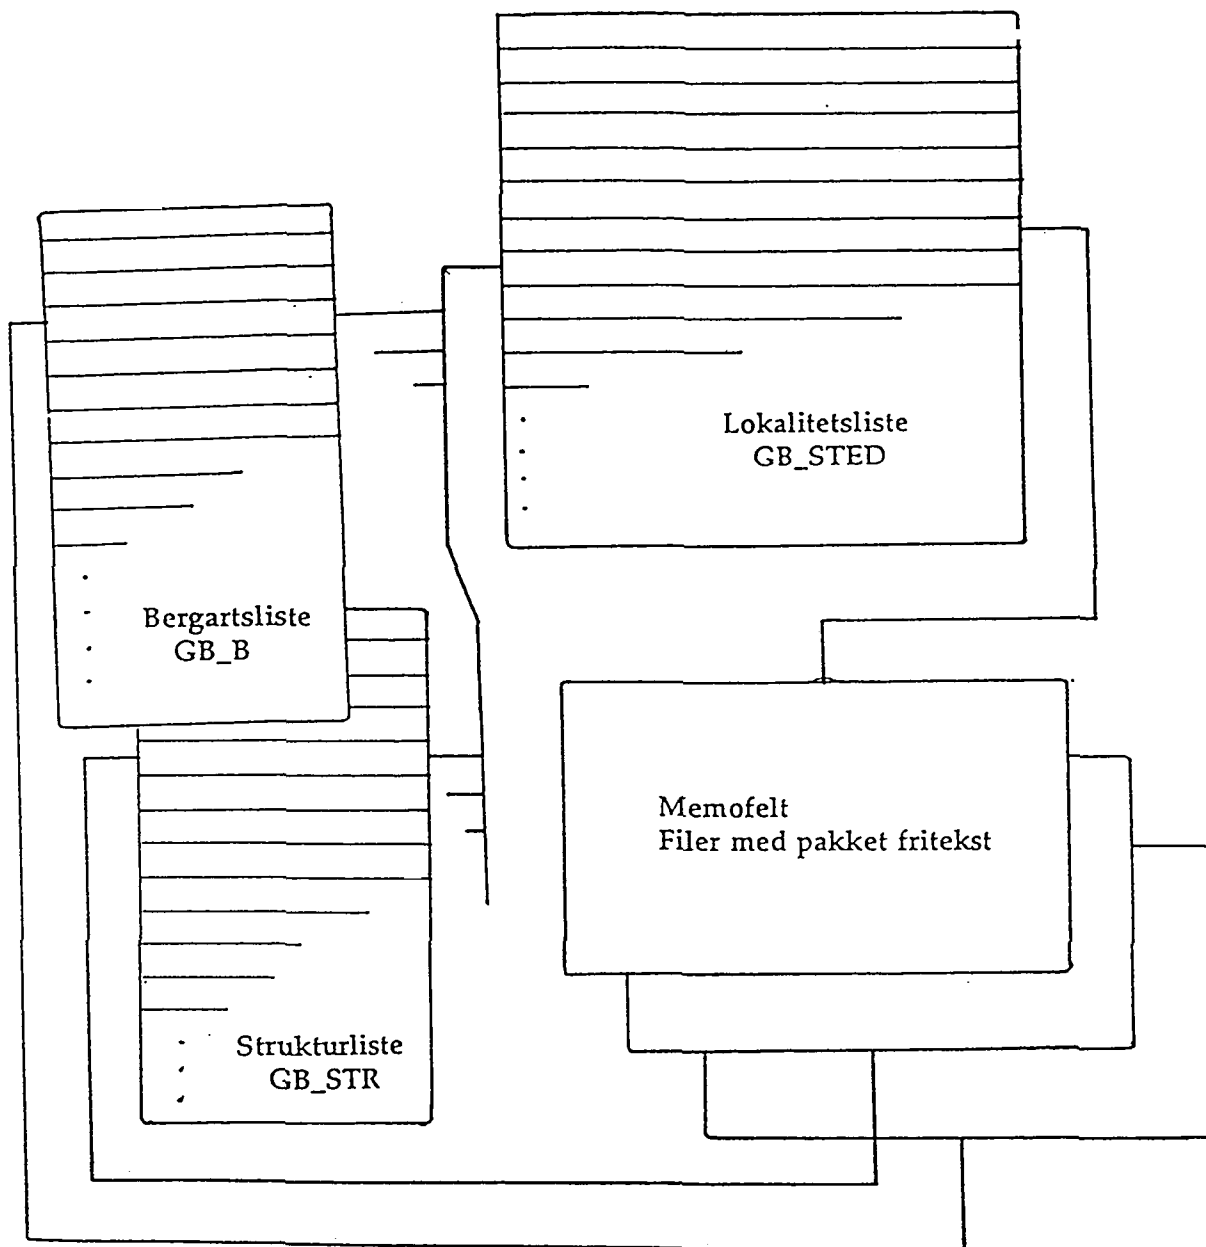 Lokalitetsliste
GB_STED
Bergartsliste
GB_B
Memofelt
Filer med pakket fritekst
Strukturliste
GB_STR